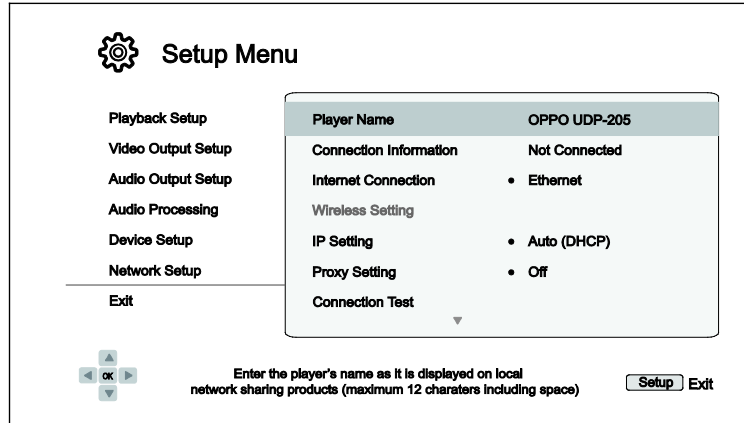 Setup Menu
Playback Setup
Video Output Setup
Audio Output Setup
Audio Processing
Device Setup
Network Setup
Exit
Player Name OPPO UDP-205
Connection Information Not Connected
Internet Connection • Ethernet
Wireless Setting
IP Setting • Auto (DHCP)
Proxy Setting • Off
Connection Test
OK
Enter the player's name as it is displayed on local
network sharing products (maximum 12 charaters including space)
Setup Exit